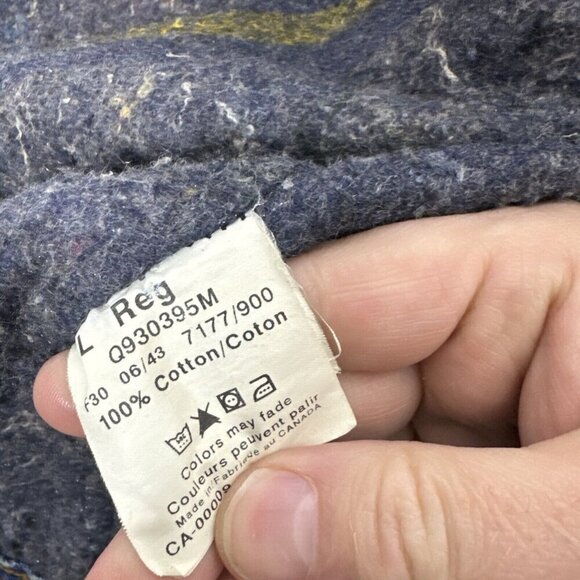 L Reg
Q930395M
F30 06/43 7177/900
100% Cotton/Coton
Colors may fade
Couleurs peuvent palir
Made in/Fabrique au CANADA